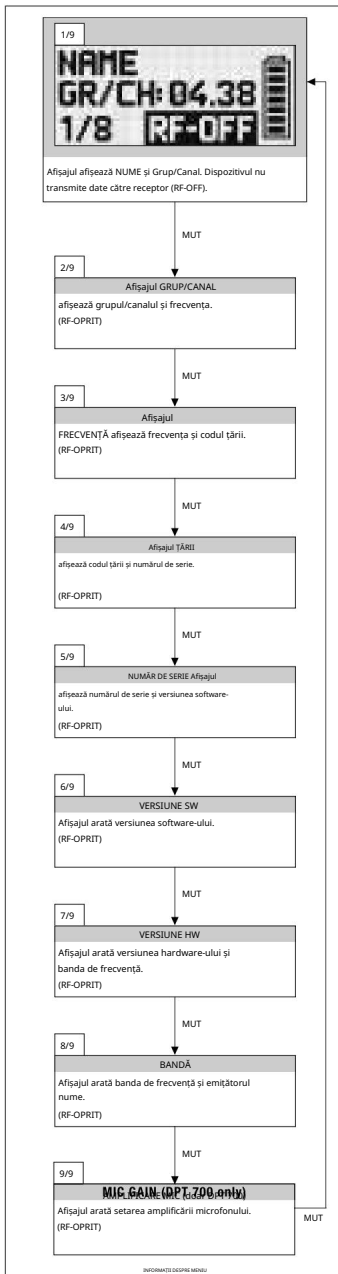 1/9
NAME
GR/CH: 04.38
1/8 RF-OFF
Afișajul afișează NUME și Grup/Canal. Dispozitivul nu
transmite date către receptor (RF-OFF).
MUT
2/9
Afișajul GRUP/CANAL
afișează grupul/canalul și frecvența.
(RF-OPRIT)
MUT
3/9
Afișajul
FRECVENȚĂ afișează frecvența și codul țării.
(RF-OPRIT)
MUT
4/9
Afișajul ȚĂRII
afișează codul țării și numărul de serie.
(RF-OPRIT)
MUT
5/9
NUMĂR DE SERIE Afișajul
afișează numărul de serie și versiunea software-
ului.
(RF-OPRIT)
MUT
6/9
VERSIUNE SW
Afișajul arată versiunea software-ului.
(RF-OPRIT)
MUT
7/9
VERSIUNE HW
Afișajul arată versiunea hardware-ului și
banda de frecvență.
(RF-OPRIT)
MUT
8/9
BANDĂ
Afișajul arată banda de frecvență și emițătorul
nume.
(RF-OPRIT)
MUT
9/9
MIC GAIN (DPT 700 only)
AMPLIFICARE MIC (doar DPT 700)
Afișajul arată setarea amplificării microfonului.
(RF-OPRIT)
MUT
INFORMAȚII DESPRE MENIU